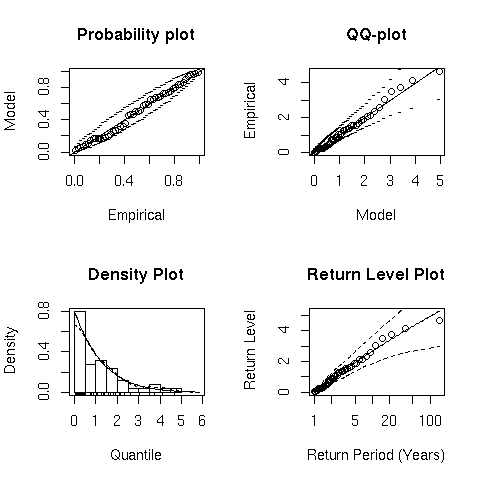 Probability plot
Model
0.0 0.4 0.8
0.0 0.4 0.8
Empirical
QQ-plot
Empirical
0 2 4
0 1 2 3 4 5
Model
Density Plot
Density
0.0 0.4 0.8
0 1 2 3 4 5 6
Quantile
Return Level Plot
Return Level
0 2 4
1 5 20 100
Return Period (Years)